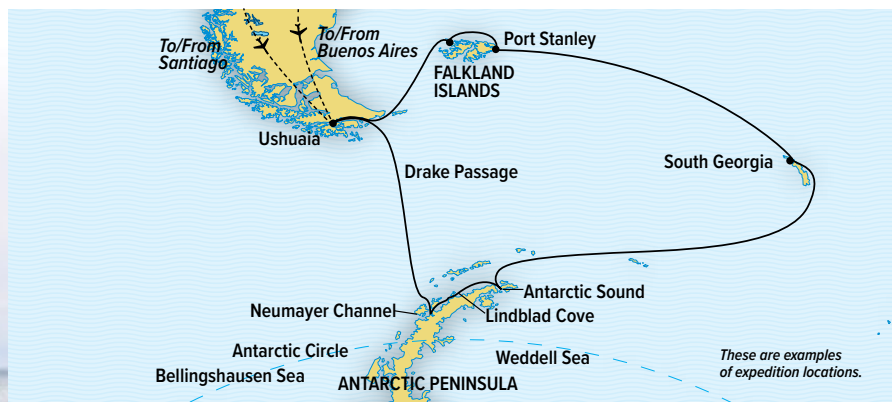 To/From
Santiago
To/From
Buenos Aires
Port Stanley
FALKLAND
ISLANDS
Ushuaia
South Georgia
Drake Passage
Antarctic Sound
Neumayer Channel
Lindblad Cove
Antarctic Circle
Weddell Sea
These are examples
of expedition locations.
Bellingshausen Sea
ANTARCTIC PENINSULA